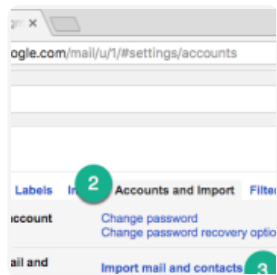 ogle.com/mail/u/1/#settings/accounts
Labels 2 Accounts and Import Filte
ccount Change password
Change password recovery optio
ail and Import mail and contacts 3